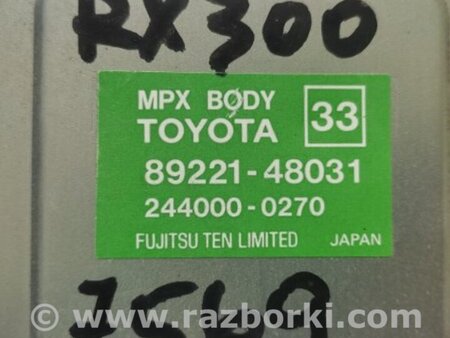 RX300
MPX BODY
TOYOTA
33
89221-48031
244000-0270
FUJITSU TEN LIMITED JAPAN
www.razborki.com